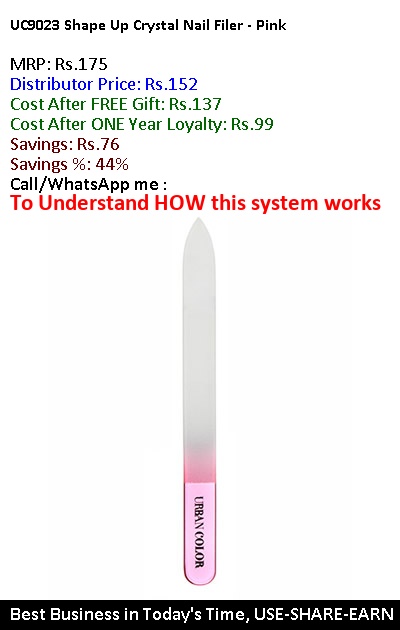 UC9023 Shape Up Crystal Nail Filer - Pink
MRP: Rs.175
Distributor Price: Rs.152
Cost After FREE Gift: Rs.137
Cost After ONE Year Loyalty: Rs.99
Savings: Rs.76
Savings %: 44%
Call/WhatsApp me :
To Understand HOW this system works
URBAN COLOR
Best Business in Today's Time, USE-SHARE-EARN